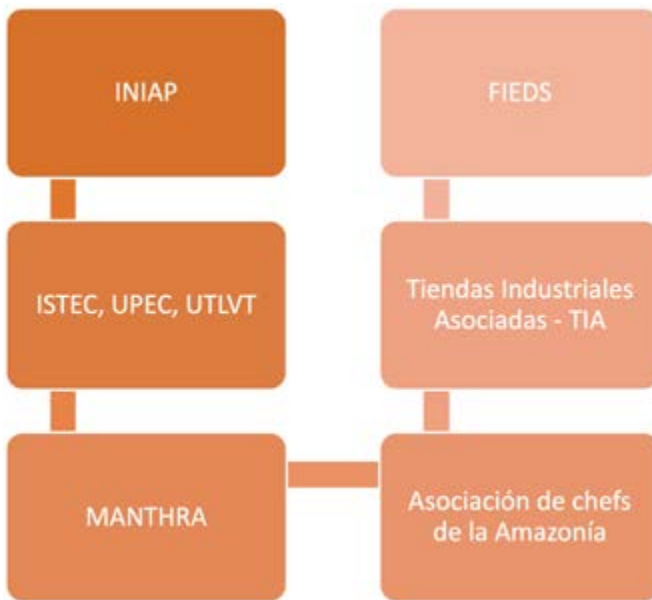 INIAP
ISTEC, UPEC, UTLVT
MANTHRA
Asociación de chefs
de la Amazonía
Tiendas Industriales
Asociadas - TIA
FIEDS